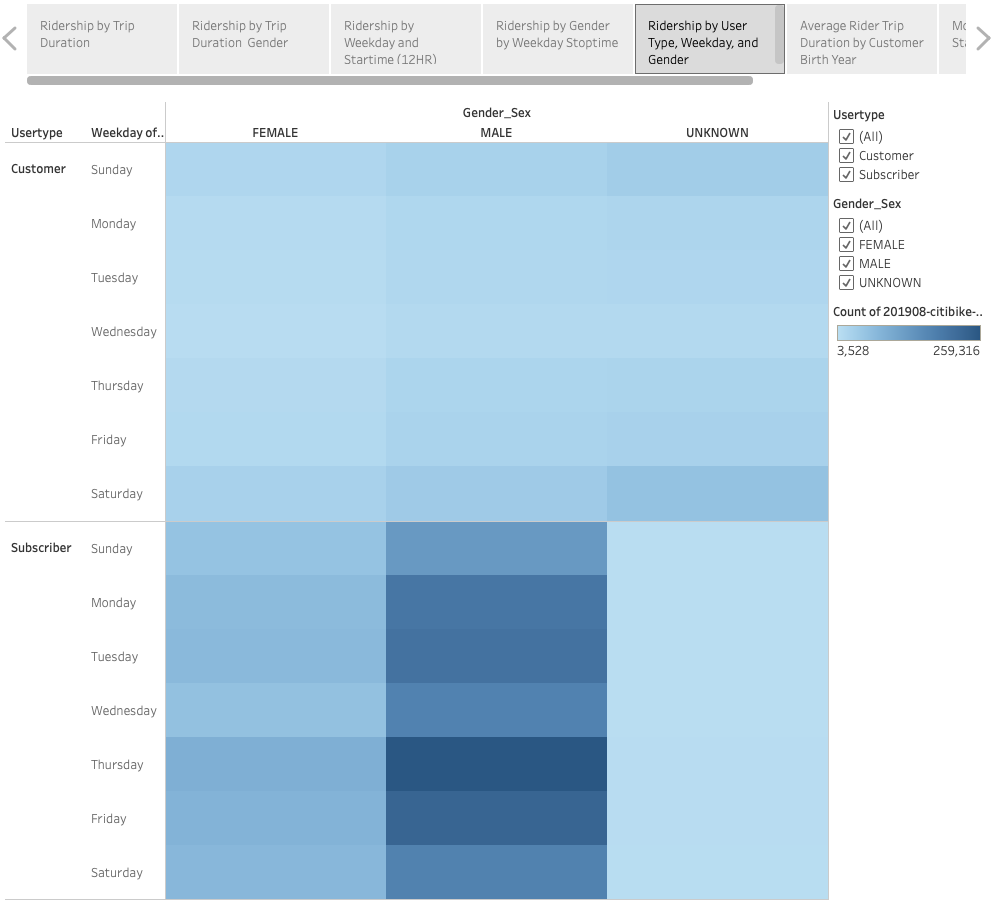 Ridership by Trip
Duration
Ridership by Trip
Duration Gender
Ridership by
Weekday and
Startime (12HR)
Ridership by Gender
by Weekday Stoptime
Ridership by User
Type, Weekday, and
Gender
Average Rider Trip
Duration by Customer
Birth Year
Gender_Sex
Usertype
Weekday of..
FEMALE
MALE
UNKNOWN
Customer
Sunday
Monday
Tuesday
Wednesday
Thursday
Friday
Saturday
Subscriber
Sunday
Monday
Tuesday
Wednesday
Thursday
Friday
Saturday
Usertype
(All)
Customer
Subscriber
Gender_Sex
(All)
FEMALE
MALE
UNKNOWN
Count of 201908-citibike-..
3,528
259,316